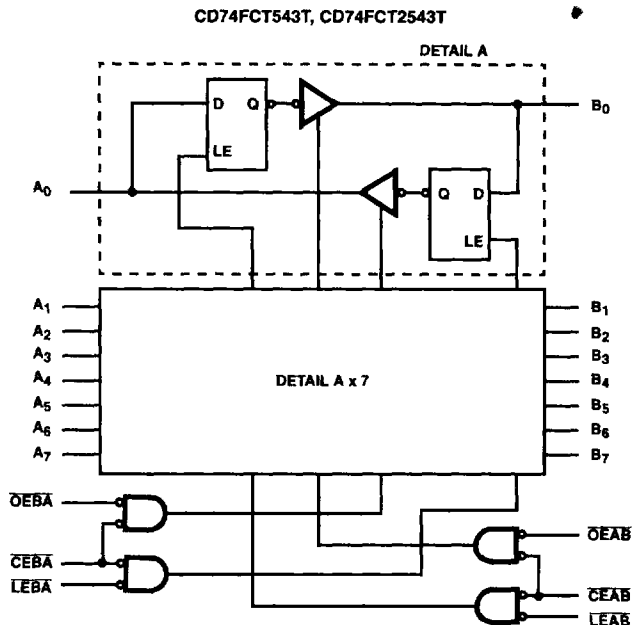 CD74FCT543T, CD74FCT2543T
DETAIL A
D Q
LE
B0
A0
Q D
LE
A1
A2
A3
A4
A5
A6
A7
DETAIL A x 7
B1
B2
B3
B4
B5
B6
B7
OEBA
CEBA
LEBA
OEAB
CEAB
LEAB